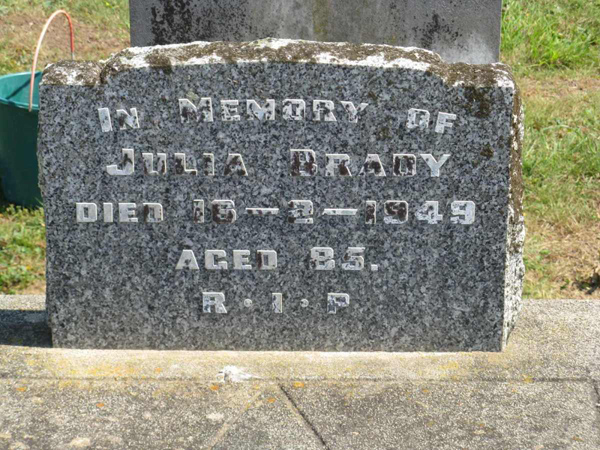 In Memory of
Julia Brady
Died 16-2-1949
Aged 85.
R·I·P